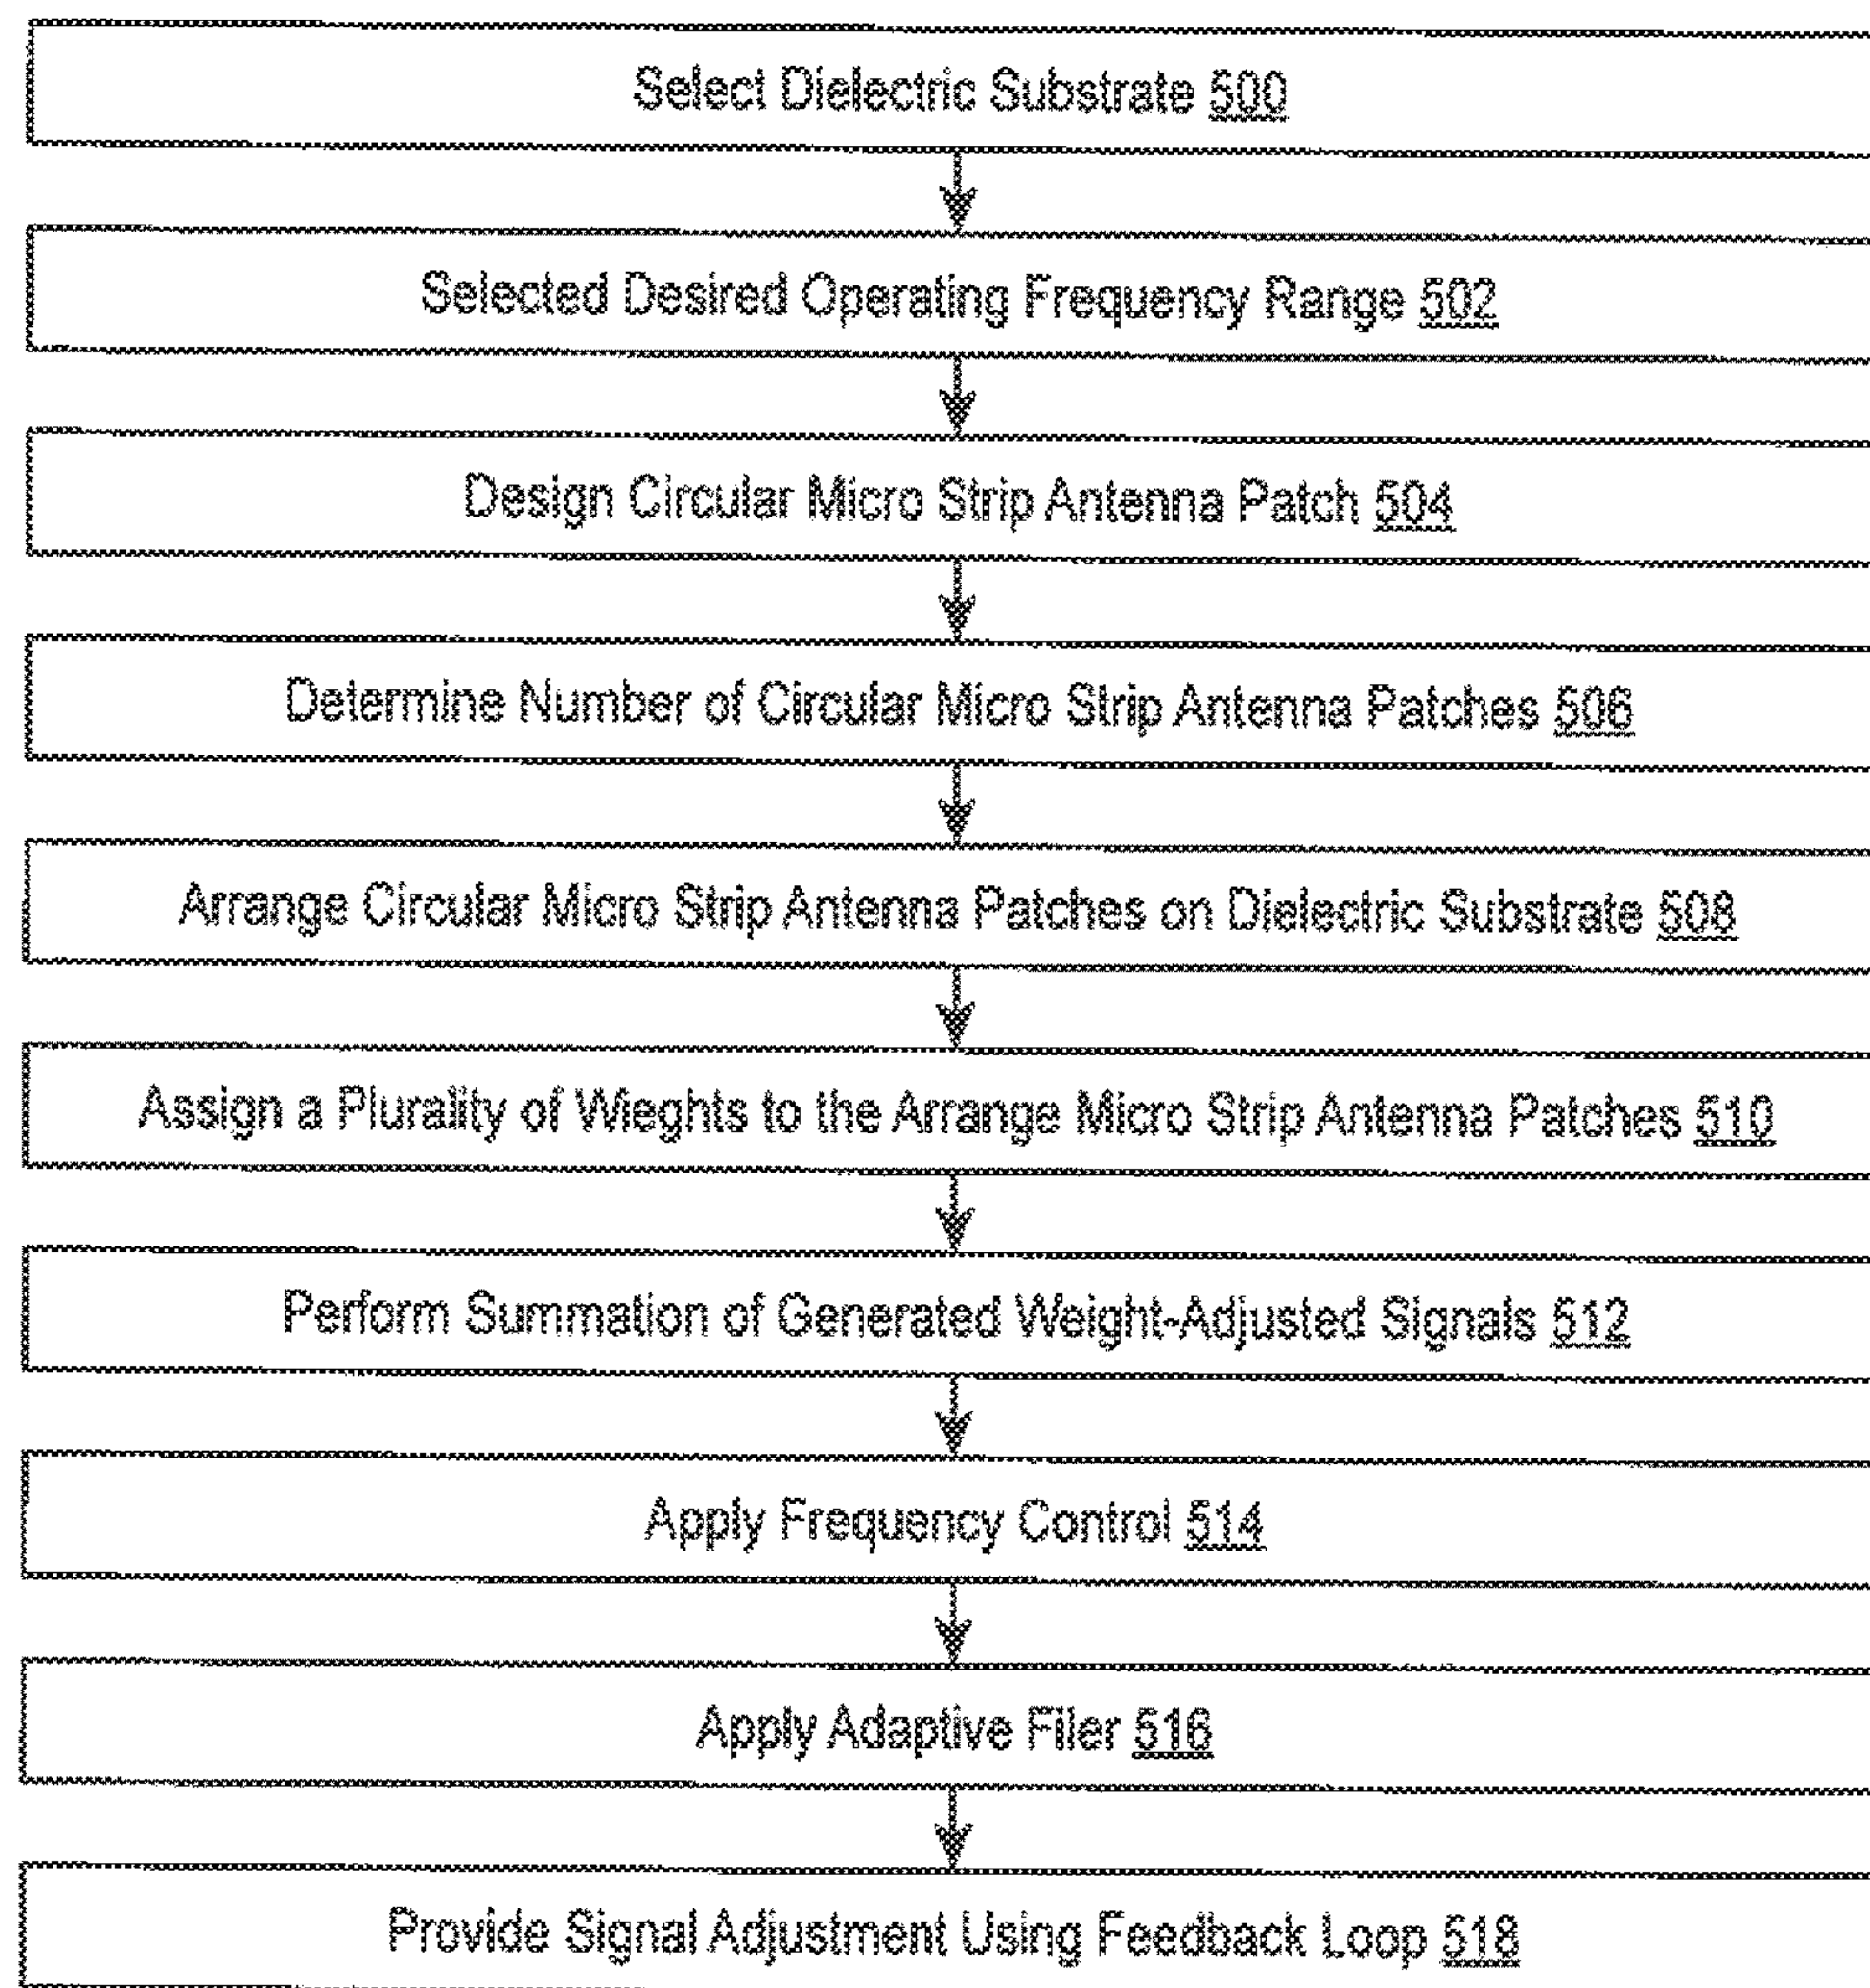 Select Dielectric Substrate 500
Selected Desired Operating Frequency Range 502
Design Circular Micro Strip Antenna Patch 504
Determine Number of Circular Micro Strip Antenna Patches 506
Arrange Circular Micro Strip Antenna Patches on Dielectric Substrate 508
Assign a Plurality of Wieghts to the Arrange Micro Strip Antenna Patches 510
Perform Summation of Generated Weight-Adjusted Signals 512
Apply Frequency Control 514
Apply Adaptive Filer 516
Provide Signal Adjustment Using Feedback Loop 518